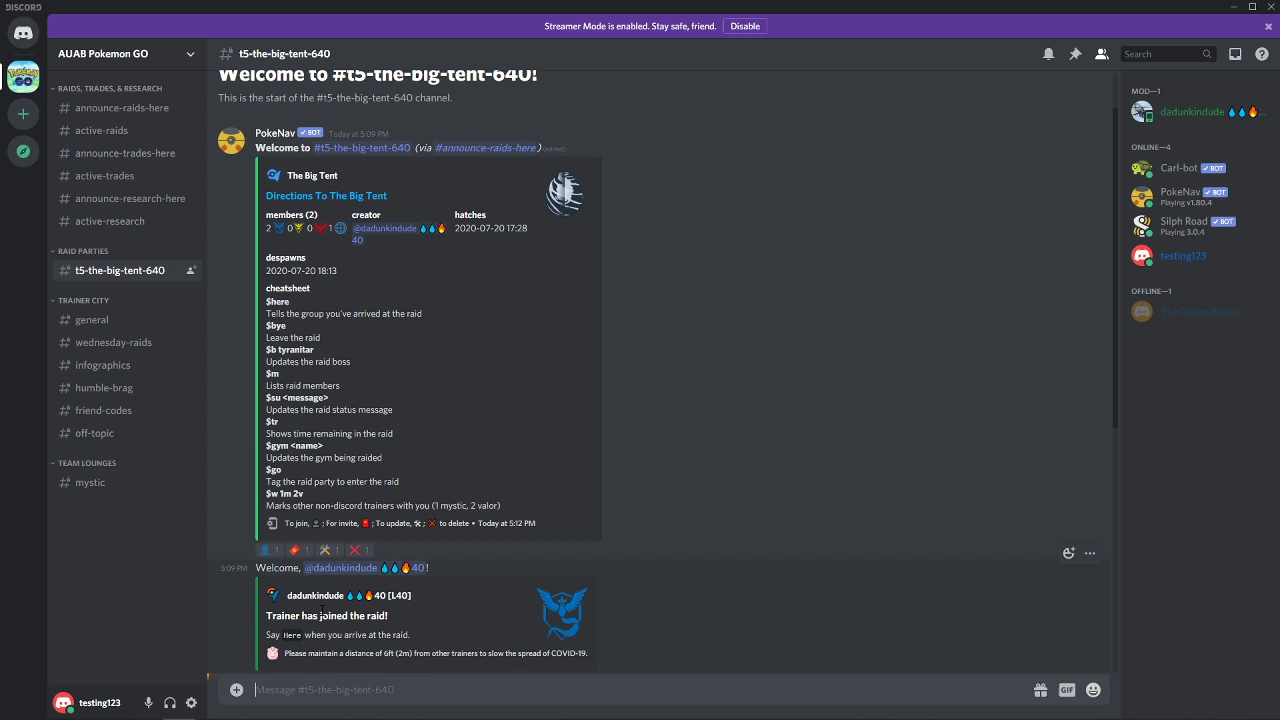 DISCORD
Streamer Mode is enabled. Stay safe, friend. Disable
AUAB Pokemon GO
RAIDS, TRADES, & RESEARCH
announce-raids-here
active-raids
announce-trades-here
active-trades
announce-research-here
active-research
RAID PARTIES
t5-the-big-tent-640
TRAINER CITY
general
wednesday-raids
infographics
humble-brag
friend-codes
off-topic
TEAM LOUNGES
mystic
testing123
t5-the-big-tent-640
Search
Welcome to #t5-the-big-tent-640!
This is the start of the #t5-the-big-tent-640 channel.
PokeNav BOT Today at 5:09 PM
Welcome to #t5-the-big-tent-640 (via #announce-raids-here) (edited)
The Big Tent
Directions To The Big Tent
members (2) creator hatches
2 0 0 1 @dadunkindude 💧💧🔥 2020-07-20 17:28
40
despawns
2020-07-20 18:13
cheatsheet
$here
Tells the group you've arrived at the raid
$bye
Leave the raid
$b tyranitar
Updates the raid boss
$m
Lists raid members
$su <message>
Updates the raid status message
$tr
Shows time remaining in the raid
$gym <name>
Updates the gym being raided
$go
Tag the raid party to enter the raid
$w 1m 2v
Marks other non-discord trainers with you (1 mystic, 2 valor)
To join, 👤; For invite, 🧧; To update, 🛠; ❌ to delete • Today at 5:12 PM
1 1 1 1
5:09 PM Welcome, @dadunkindude 💧💧🔥40!
dadunkindude 💧💧🔥40 [L40]
Trainer has joined the raid!
Say Here when you arrive at the raid.
Please maintain a distance of 6ft (2m) from other trainers to slow the spread of COVID-19.
Message #t5-the-big-tent-640
GIF
MOD—1
dadunkindude 💧💧🔥...
ONLINE—4
Carl-bot BOT
PokeNav BOT
Playing v1.80.4
Silph Road BOT
Playing 3.0.4
testing123
OFFLINE—1